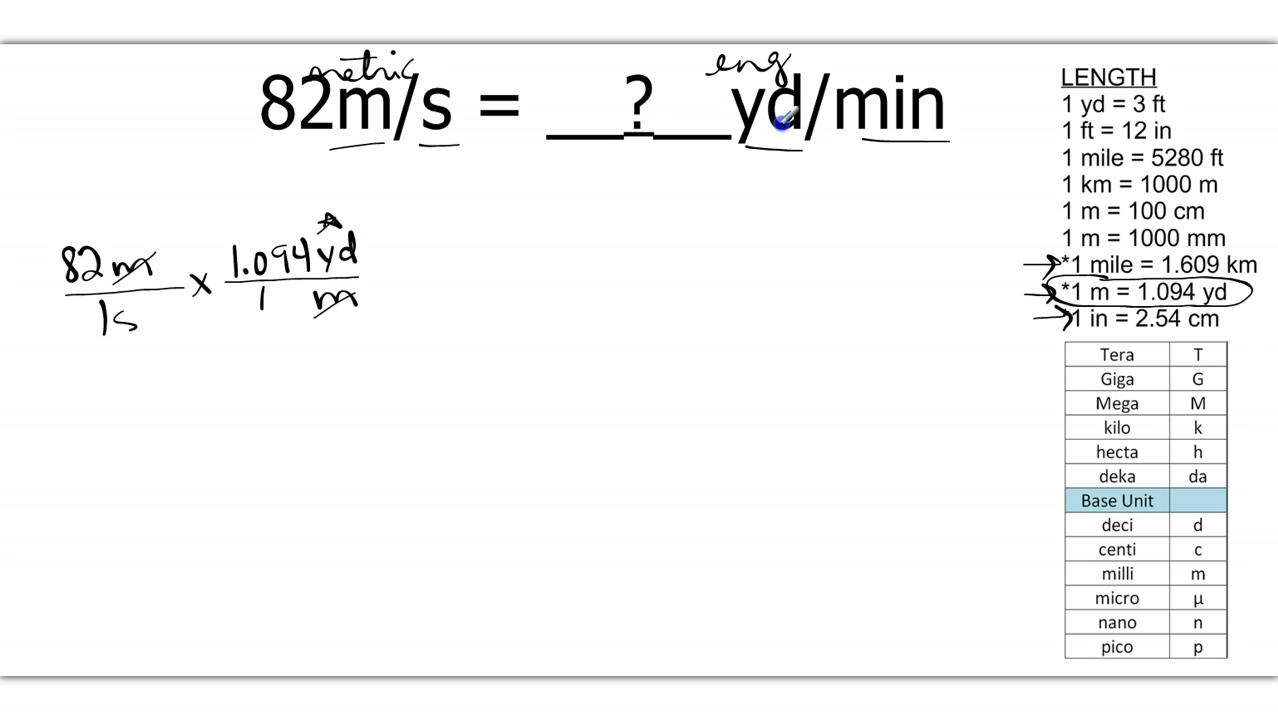 metric eng
82m/s = ___?___yd/min
82 m / 1s x 1.094 yd / 1 m
LENGTH
1 yd = 3 ft
1 ft = 12 in
1 mile = 5280 ft
1 km = 1000 m
1 m = 100 cm
1 m = 1000 mm
*1 mile = 1.609 km
*1 m = 1.094 yd
*1 in = 2.54 cm
Tera T
Giga G
Mega M
kilo k
hecta h
deka da
Base Unit
deci d
centi c
milli m
micro µ
nano n
pico p